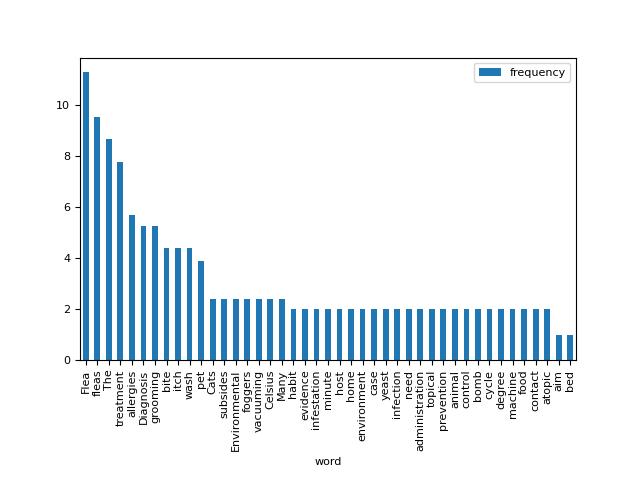 frequency
10
8
6
4
2
0
Flea
fleas
The
treatment
allergies
Diagnosis
grooming
bite
itch
wash
pet
Cats
subsides
Environmental
foggers
vacuuming
Celsius
Many
habit
evidence
infestation
minute
host
home
environment
case
yeast
infection
need
administration
topical
prevention
animal
control
bomb
cycle
degree
machine
food
contact
atopic
aim
bed
word